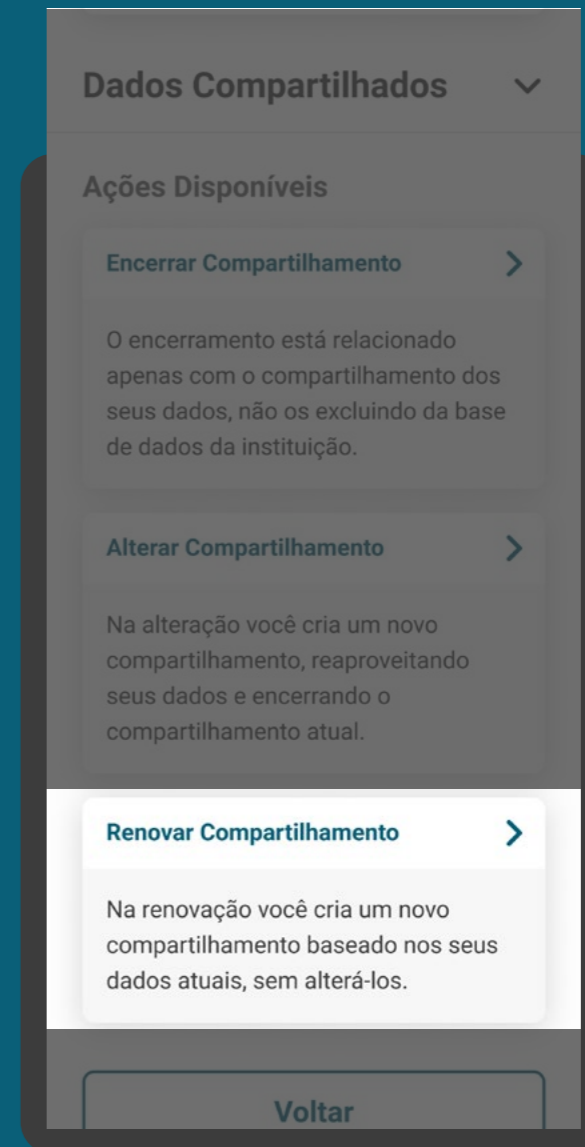 Dados Compartilhados
Ações Disponíveis
Encerrar Compartilhamento
O encerramento está relacionado
apenas com o compartilhamento dos
seus dados, não os excluindo da base
de dados da instituição.
Alterar Compartilhamento
Na alteração você cria um novo
compartilhamento, reaproveitando
seus dados e encerrando o
compartilhamento atual.
Renovar Compartilhamento
Na renovação você cria um novo
compartilhamento baseado nos seus
dados atuais, sem alterá-los.
Voltar